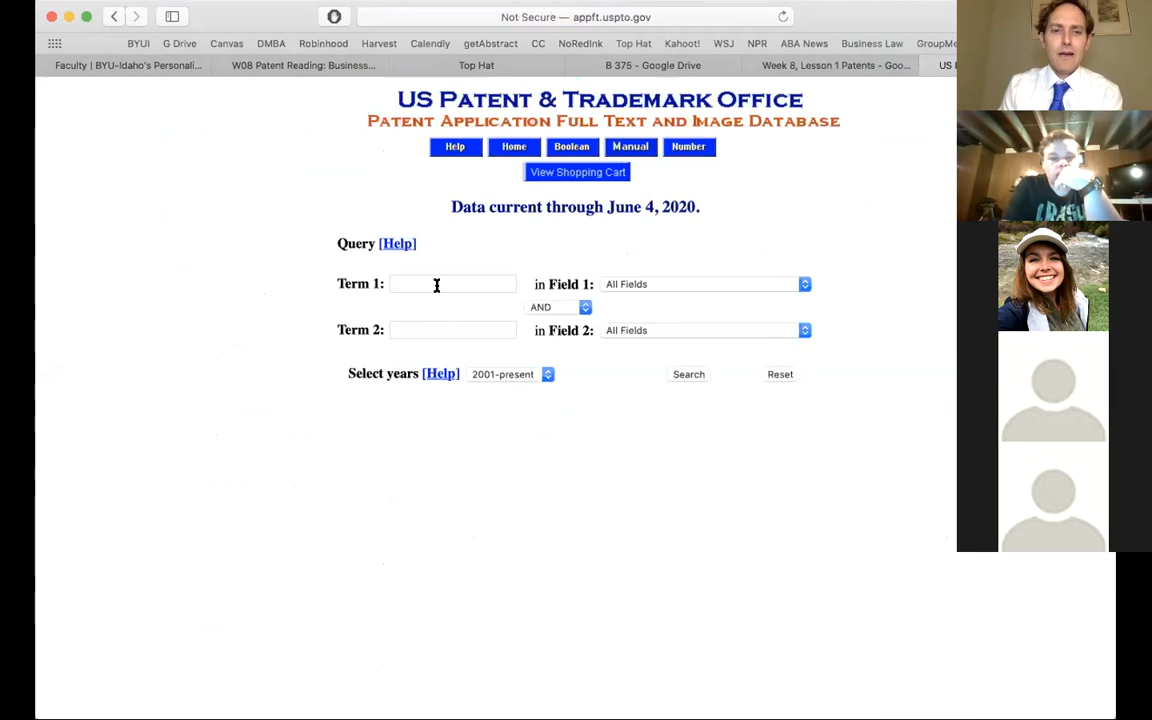 Not Secure — appft.uspto.gov
BYUI G Drive Canvas DMBA Robinhood Harvest Calendly getAbstract CC NoRedInk Top Hat Kahoot! WSJ NPR ABA News Business Law GroupMe
Faculty | BYU-Idaho's Personali... W08 Patent Reading: Business... Top Hat B 375 - Google Drive Week 8, Lesson 1 Patents - Goo... US
US PATENT & TRADEMARK OFFICE
PATENT APPLICATION FULL TEXT AND IMAGE DATABASE
Help Home Boolean Manual Number
View Shopping Cart
Data current through June 4, 2020.
Query [Help]
Term 1: in Field 1: All Fields
AND
Term 2: in Field 2: All Fields
Select years [Help] 2001-present Search Reset